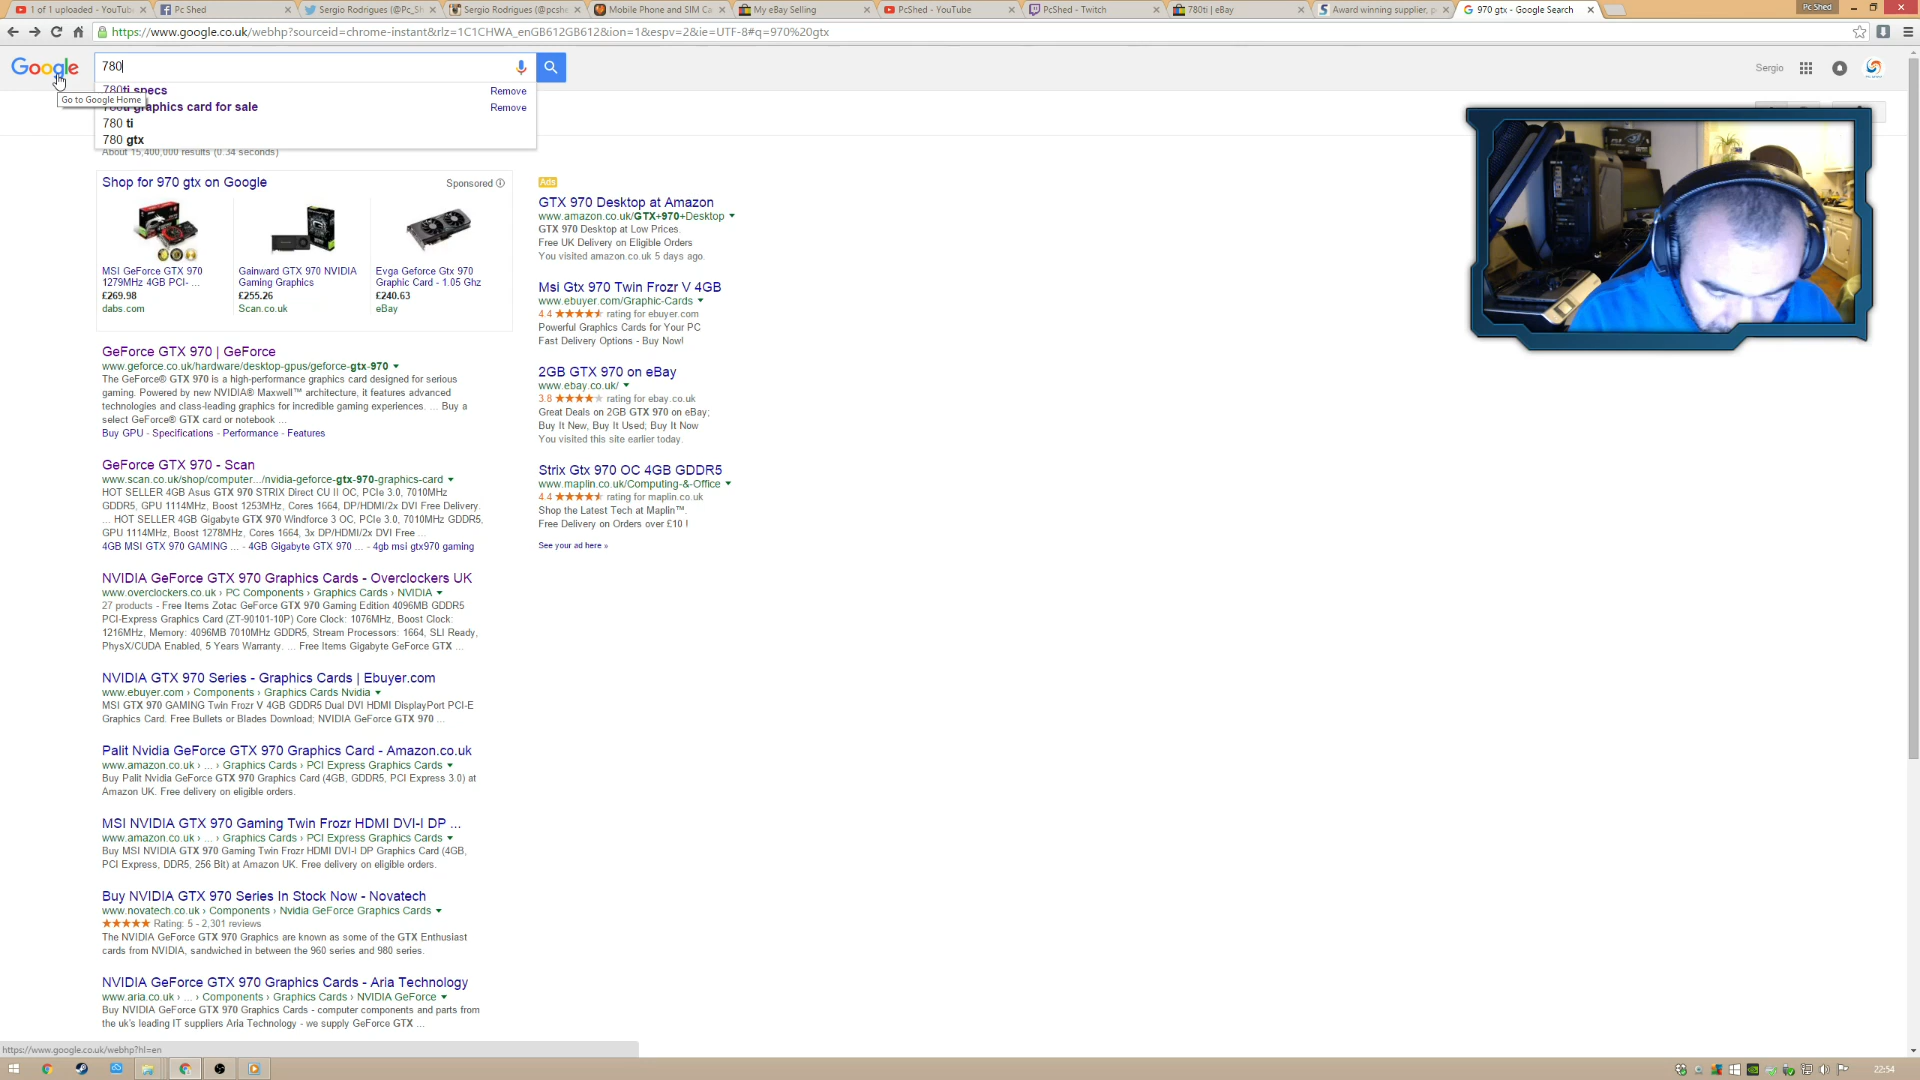 1 of 1 uploaded - YouTub
Pc Shed
Sergio Rodrigues (@Pc_Sh
Sergio Rodrigues (@pcshe
Mobile Phone and SIM Ca
My eBay Selling
PcShed - YouTube
PcShed - Twitch
780ti | eBay
Award winning supplier, p
970 gtx - Google Search
Pc Shed
https://www.google.co.uk/webhp?sourceid=chrome-instant&rlz=1C1CHWA_enGB612GB612&ion=1&espv=2&ie=UTF-8#q=970%20gtx
Google
780
Sergio
780ti specs
Remove
Go to Google Home
graphics card for sale
Remove
780 ti
780 gtx
About 15,400,000 results (0.34 seconds)
Shop for 970 gtx on Google
Sponsored
MSI GeForce GTX 970
1279MHz 4GB PCI- ...
£269.98
dabs.com
Gainward GTX 970 NVIDIA
Gaming Graphics
£255.26
Scan.co.uk
Evga Geforce Gtx 970
Graphic Card - 1.05 Ghz
£240.63
eBay
GeForce GTX 970 | GeForce
www.geforce.co.uk/hardware/desktop-gpus/geforce-gtx-970
The GeForce® GTX 970 is a high-performance graphics card designed for serious
gaming. Powered by new NVIDIA® Maxwell™ architecture, it features advanced
technologies and class-leading graphics for incredible gaming experiences. ... Buy a
select GeForce® GTX card or notebook ...
Buy GPU - Specifications - Performance - Features
GeForce GTX 970 - Scan
www.scan.co.uk/shop/computer.../nvidia-geforce-gtx-970-graphics-card
HOT SELLER 4GB Asus GTX 970 STRIX Direct CU II OC, PCIe 3.0, 7010MHz
GDDR5, GPU 1114MHz, Boost 1253MHz, Cores 1664, DP/HDMI/2x DVI Free Delivery.
... HOT SELLER 4GB Gigabyte GTX 970 Windforce 3 OC, PCIe 3.0, 7010MHz GDDR5,
GPU 1114MHz, Boost 1278MHz, Cores 1664, 3x DP/HDMI/2x DVI Free ...
4GB MSI GTX 970 GAMING ... - 4GB Gigabyte GTX 970 ... - 4gb msi gtx970 gaming
NVIDIA GeForce GTX 970 Graphics Cards - Overclockers UK
www.overclockers.co.uk › PC Components › Graphics Cards › NVIDIA
27 products - Free Items Zotac GeForce GTX 970 Gaming Edition 4096MB GDDR5
PCI-Express Graphics Card (ZT-90101-10P) Core Clock: 1076MHz, Boost Clock:
1216MHz, Memory: 4096MB 7010MHz GDDR5, Stream Processors: 1664, SLI Ready,
PhysX/CUDA Enabled, 5 Years Warranty. ... Free Items Gigabyte GeForce GTX ...
NVIDIA GTX 970 Series - Graphics Cards | Ebuyer.com
www.ebuyer.com › Components › Graphics Cards Nvidia
MSI GTX 970 GAMING Twin Frozr V 4GB GDDR5 Dual DVI HDMI DisplayPort PCI-E
Graphics Card. Free Bullets or Blades Download; NVIDIA GeForce GTX 970 ...
Palit Nvidia GeForce GTX 970 Graphics Card - Amazon.co.uk
www.amazon.co.uk › ... › Graphics Cards › PCI Express Graphics Cards
Buy Palit Nvidia GeForce GTX 970 Graphics Card (4GB, GDDR5, PCI Express 3.0) at
Amazon UK. Free delivery on eligible orders.
MSI NVIDIA GTX 970 Gaming Twin Frozr HDMI DVI-I DP ...
www.amazon.co.uk › ... › Graphics Cards › PCI Express Graphics Cards
Buy MSI NVIDIA GTX 970 Gaming Twin Frozr HDMI DVI-I DP Graphics Card (4GB,
PCI Express, DDR5, 256 Bit) at Amazon UK. Free delivery on eligible orders.
Buy NVIDIA GTX 970 Series In Stock Now - Novatech
www.novatech.co.uk › Components › Nvidia GeForce Graphics Cards
Rating: 5 - 2,301 reviews
The NVIDIA GeForce GTX 970 Graphics are known as some of the GTX Enthusiast
cards from NVIDIA, sandwiched in between the 960 series and 980 series.
NVIDIA GeForce GTX 970 Graphics Cards - Aria Technology
www.aria.co.uk › ... › Components › Graphics Cards › NVIDIA GeForce
Buy NVIDIA GeForce GTX 970 Graphics Cards - computer components and parts from
the uk's leading IT suppliers Aria Technology - we supply GeForce GTX ...
Ads
GTX 970 Desktop at Amazon
www.amazon.co.uk/GTX+970+Desktop
GTX 970 Desktop at Low Prices.
Free UK Delivery on Eligible Orders
You visited amazon.co.uk 5 days ago.
Msi Gtx 970 Twin Frozr V 4GB
www.ebuyer.com/Graphic-Cards
4.4 rating for ebuyer.com
Powerful Graphics Cards for Your PC
Fast Delivery Options - Buy Now!
2GB GTX 970 on eBay
www.ebay.co.uk/
3.8 rating for ebay.co.uk
Great Deals on 2GB GTX 970 on eBay;
Buy It New, Buy It Used; Buy It Now
You visited this site earlier today.
Strix Gtx 970 OC 4GB GDDR5
www.maplin.co.uk/Computing-&-Office
4.4 rating for maplin.co.uk
Shop the Latest Tech at Maplin™.
Free Delivery on Orders over £10 !
See your ad here »
https://www.google.co.uk/webhp?hl=en
22:54